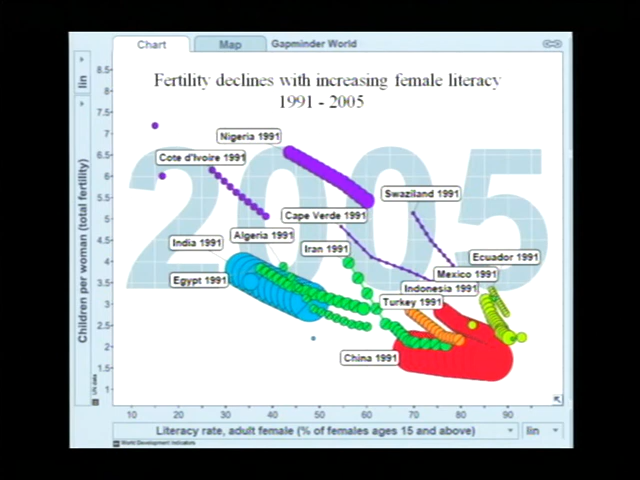 Chart
Map
Gapminder World
Fertility declines with increasing female literacy
1991 - 2005
2005
lin
Children per woman (total fertility)
8.5
8
7.5
7
6.5
6
5.5
5
4.5
4
3.5
3
2.5
2
1.5
1
Nigeria 1991
Cote d'Ivoire 1991
Swaziland 1991
Cape Verde 1991
Algeria 1991
India 1991
Iran 1991
Ecuador 1991
Mexico 1991
Egypt 1991
Indonesia 1991
Turkey 1991
China 1991
10
20
30
40
50
60
70
80
90
Literacy rate, adult female (% of females ages 15 and above)
lin
World Development Indicators